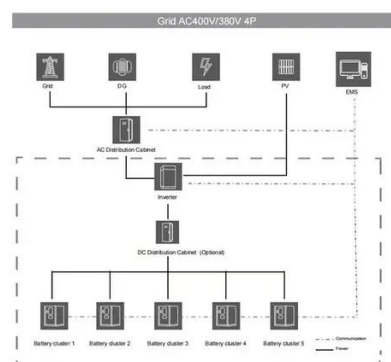 Grid AC400V/380V 4P
Grid
DG
Load
PV
EMS
AC Distribution Cabinet
Inverter
DC Distribution Cabinet (Optional)
Battery cluster 1
Battery cluster 2
Battery cluster 3
Battery cluster 4
Battery cluster 5
Communication
Power